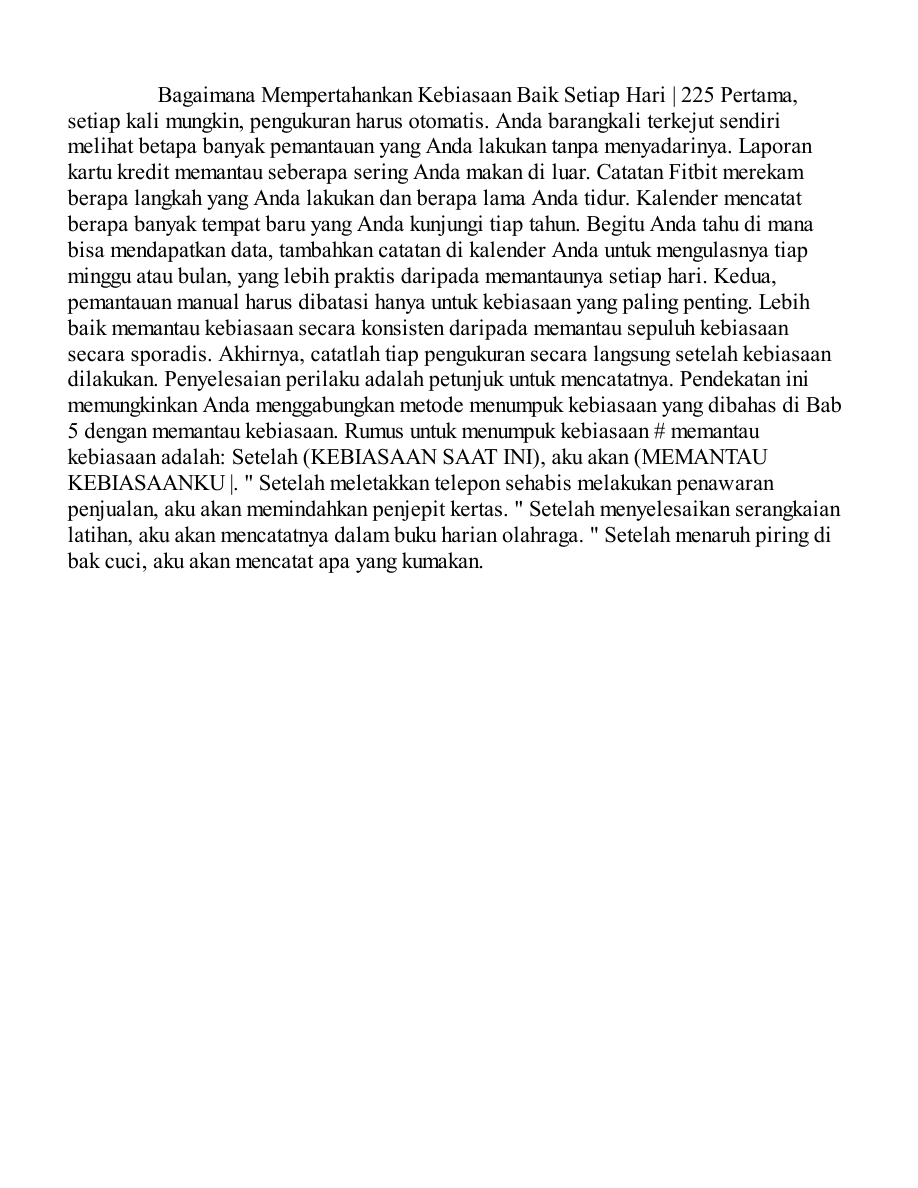 Bagaimana Mempertahankan Kebiasaan Baik Setiap Hari | 225 Pertama,
setiap kali mungkin, pengukuran harus otomatis. Anda barangkali terkejut sendiri
melihat betapa banyak pemantauan yang Anda lakukan tanpa menyadarinya. Laporan
kartu kredit memantau seberapa sering Anda makan di luar. Catatan Fitbit merekam
berapa langkah yang Anda lakukan dan berapa lama Anda tidur. Kalender mencatat
berapa banyak tempat baru yang Anda kunjungi tiap tahun. Begitu Anda tahu di mana
bisa mendapatkan data, tambahkan catatan di kalender Anda untuk mengulasnya tiap
minggu atau bulan, yang lebih praktis daripada memantaunya setiap hari. Kedua,
pemantauan manual harus dibatasi hanya untuk kebiasaan yang paling penting. Lebih
baik memantau kebiasaan secara konsisten daripada memantau sepuluh kebiasaan
secara sporadis. Akhirnya, catatlah tiap pengukuran secara langsung setelah kebiasaan
dilakukan. Penyelesaian perilaku adalah petunjuk untuk mencatatnya. Pendekatan ini
memungkinkan Anda menggabungkan metode menumpuk kebiasaan yang dibahas di Bab
5 dengan memantau kebiasaan. Rumus untuk menumpuk kebiasaan # memantau
kebiasaan adalah: Setelah (KEBIASAAN SAAT INI), aku akan (MEMANTAU
KEBIASAANKU |. " Setelah meletakkan telepon sehabis melakukan penawaran
penjualan, aku akan memindahkan penjepit kertas. " Setelah menyelesaikan serangkaian
latihan, aku akan mencatatnya dalam buku harian olahraga. " Setelah menaruh piring di
bak cuci, aku akan mencatat apa yang kumakan.